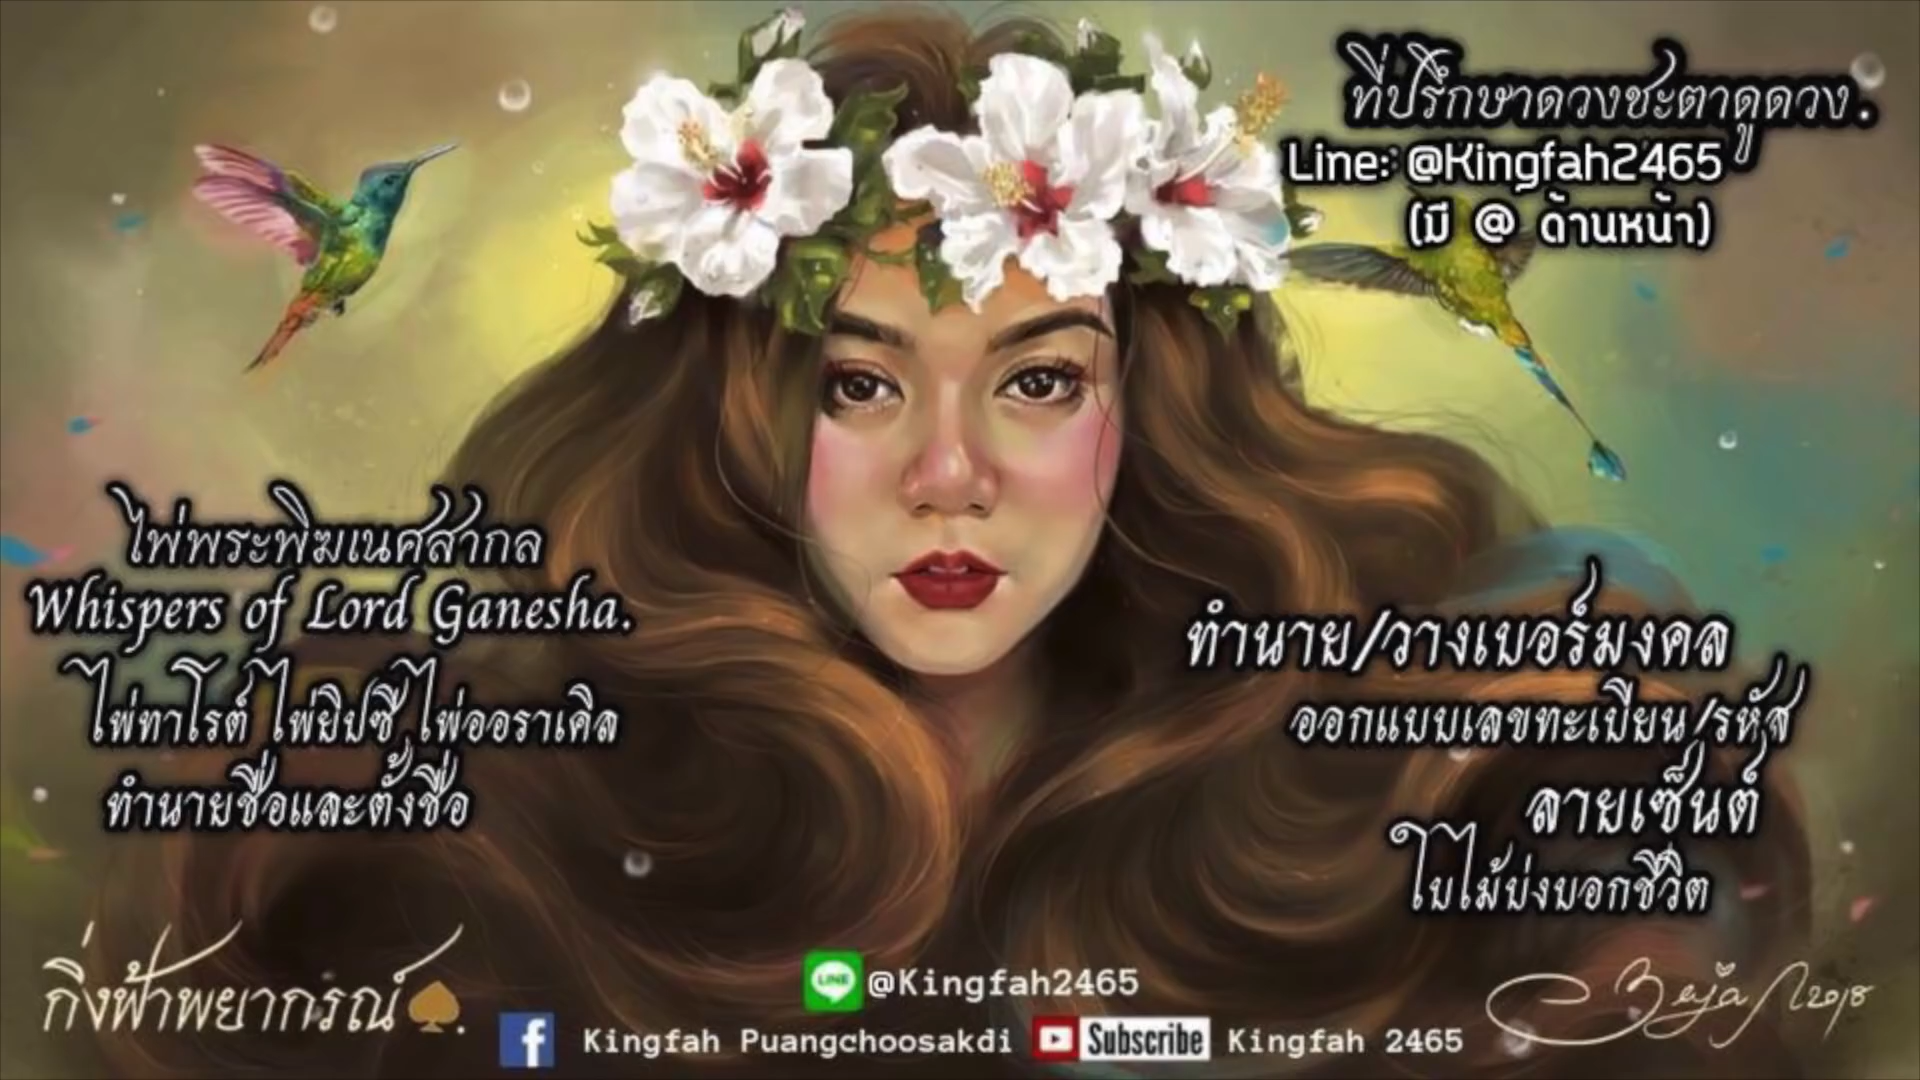 ที่ปรึกษาดวงชะตาดูดวง.
Line: @Kingfah2465
(มี @ ด้านหน้า)
ไพ่พระพิฆเนศสากล
Whispers of Lord Ganesha.
ไพ่ทาโรต์ ไพ่ยิปซี ไพ่ออราเคิล
ทำนายชื่อและตั้งชื่อ
ทำนาย/วางเบอร์มงคล
ออกแบบเลขทะเบียน/รหัส
ลายเซ็นต์
ใบไม้บ่งบอกชีวิต
กิ่งฟ้าพยากรณ์♠.
LINE @Kingfah2465
f Kingfah Puangchoosakdi Subscribe Kingfah 2465
2018